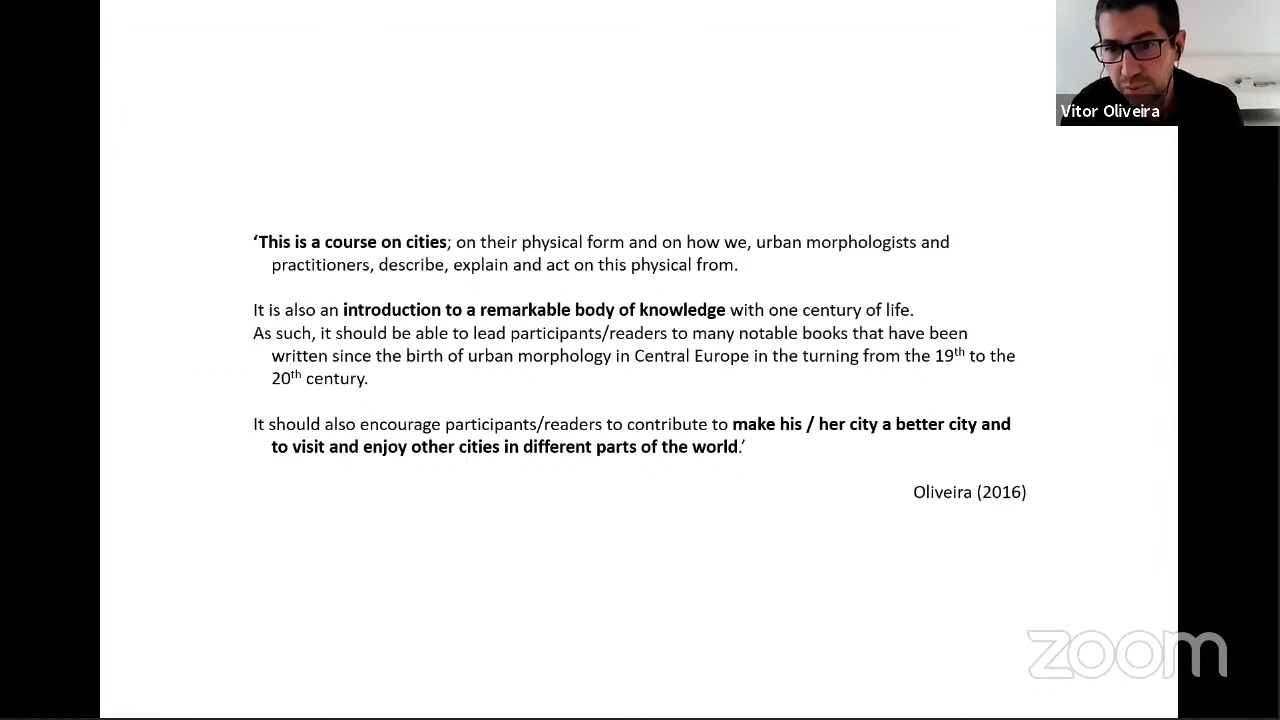 Vitor Oliveira
‘This is a course on cities; on their physical form and on how we, urban morphologists and
practitioners, describe, explain and act on this physical from.
It is also an introduction to a remarkable body of knowledge with one century of life.
As such, it should be able to lead participants/readers to many notable books that have been
written since the birth of urban morphology in Central Europe in the turning from the 19th to the
20th century.
It should also encourage participants/readers to contribute to make his / her city a better city and
to visit and enjoy other cities in different parts of the world.’
Oliveira (2016)
zoom